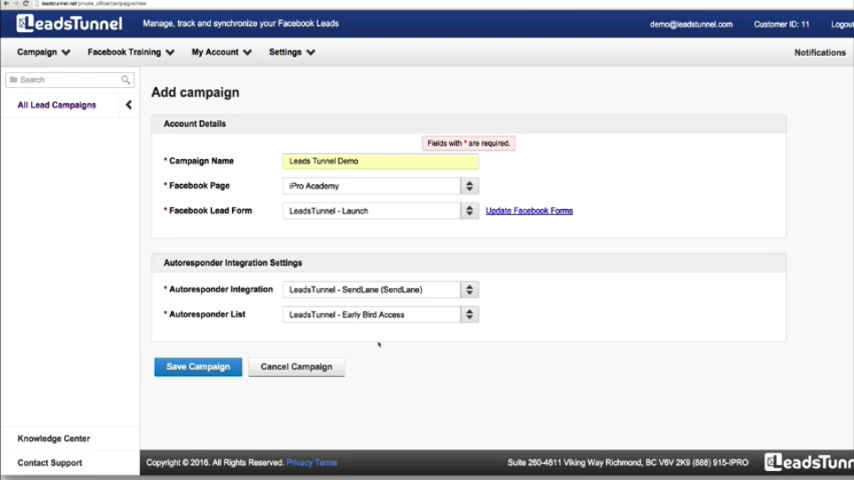 leadstunnel.net/private_office/campaigns/new
LeadsTunnel
Manage, track and synchronize your Facebook Leads
demo@leadstunnel.com
Customer ID: 11
Logout
Campaign
Facebook Training
My Account
Settings
Notifications
Search
All Lead Campaigns
Add campaign
Account Details
Fields with * are required.
* Campaign Name
Leads Tunnel Demo
* Facebook Page
iPro Academy
* Facebook Lead Form
LeadsTunnel - Launch
Update Facebook Forms
Autoresponder Integration Settings
* Autoresponder Integration
LeadsTunnel - SendLane (SendLane)
* Autoresponder List
LeadsTunnel - Early Bird Access
Save Campaign
Cancel Campaign
Knowledge Center
Contact Support
Copyright © 2016. All Rights Reserved. Privacy Terms
Suite 260-4611 Viking Way Richmond, BC V6V 2K9 (888) 915-IPRO
LeadsTunn